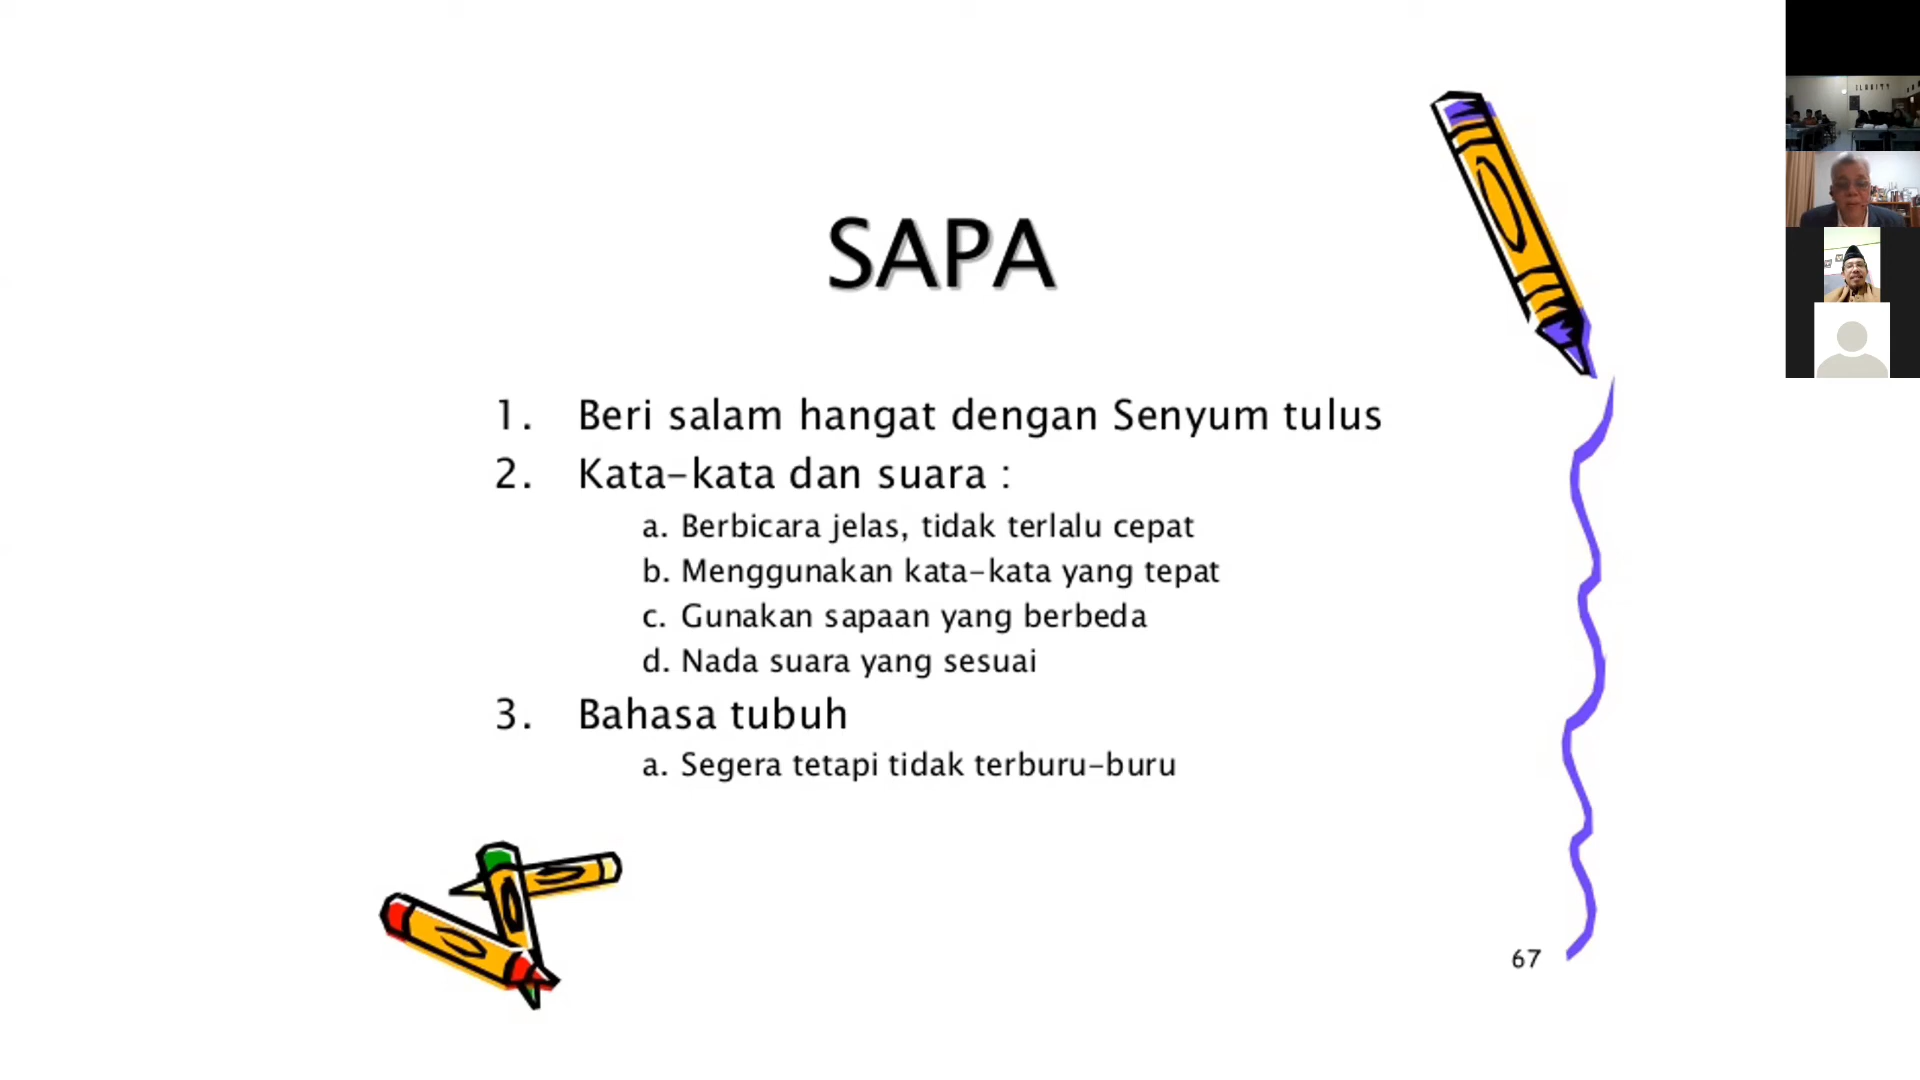 SAPA
1. Beri salam hangat dengan Senyum tulus
2. Kata-kata dan suara :
a. Berbicara jelas, tidak terlalu cepat
b. Menggunakan kata-kata yang tepat
c. Gunakan sapaan yang berbeda
d. Nada suara yang sesuai
3. Bahasa tubuh
a. Segera tetapi tidak terburu-buru
67